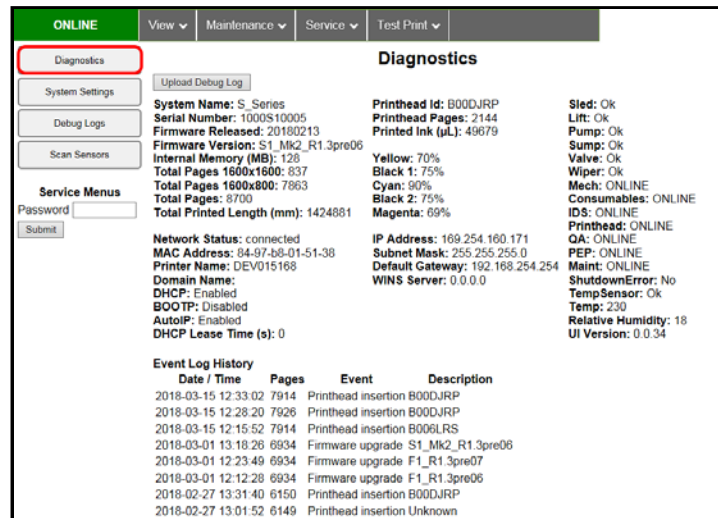 ONLINE View Maintenance Service Test Print
Diagnostics
System Settings
Debug Logs
Scan Sensors
Service Menus
Password
Submit
Diagnostics
Upload Debug Log
System Name: S_Series
Serial Number: 1000S10005
Firmware Released: 20180213
Firmware Version: S1_Mk2_R1.3pre06
Internal Memory (MB): 128
Total Pages 1600x1600: 837
Total Pages 1600x800: 7863
Total Pages: 8700
Total Printed Length (mm): 1424881
Network Status: connected
MAC Address: 84-97-b8-01-51-38
Printer Name: DEV015168
Domain Name:
DHCP: Enabled
BOOTP: Disabled
AutoIP: Enabled
DHCP Lease Time (s): 0
Printhead Id: B00DJRP
Printhead Pages: 2144
Printed Ink (µL): 49679
Yellow: 70%
Black 1: 75%
Cyan: 90%
Black 2: 75%
Magenta: 69%
IP Address: 169.254.160.171
Subnet Mask: 255.255.255.0
Default Gateway: 192.168.254.254
WINS Server: 0.0.0.0
Sled: Ok
Lift: Ok
Pump: Ok
Sump: Ok
Valve: Ok
Wiper: Ok
Mech: ONLINE
Consumables: ONLINE
IDS: ONLINE
Printhead: ONLINE
QA: ONLINE
PEP: ONLINE
Maint: ONLINE
ShutdownError: No
TempSensor: Ok
Temp: 230
Relative Humidity: 18
UI Version: 0.0.34
Event Log History
Date / Time Pages Event Description
2018-03-15 12:33:02 7914 Printhead insertion B00DJRP
2018-03-15 12:28:20 7926 Printhead insertion B00DJRP
2018-03-15 12:15:52 7914 Printhead insertion B006LRS
2018-03-01 13:18:26 6934 Firmware upgrade S1_Mk2_R1.3pre06
2018-03-01 12:23:49 6934 Firmware upgrade F1_R1.3pre07
2018-03-01 12:12:28 6934 Firmware upgrade F1_R1.3pre06
2018-02-27 13:31:40 6150 Printhead insertion B00DJRP
2018-02-27 13:01:52 6149 Printhead insertion Unknown